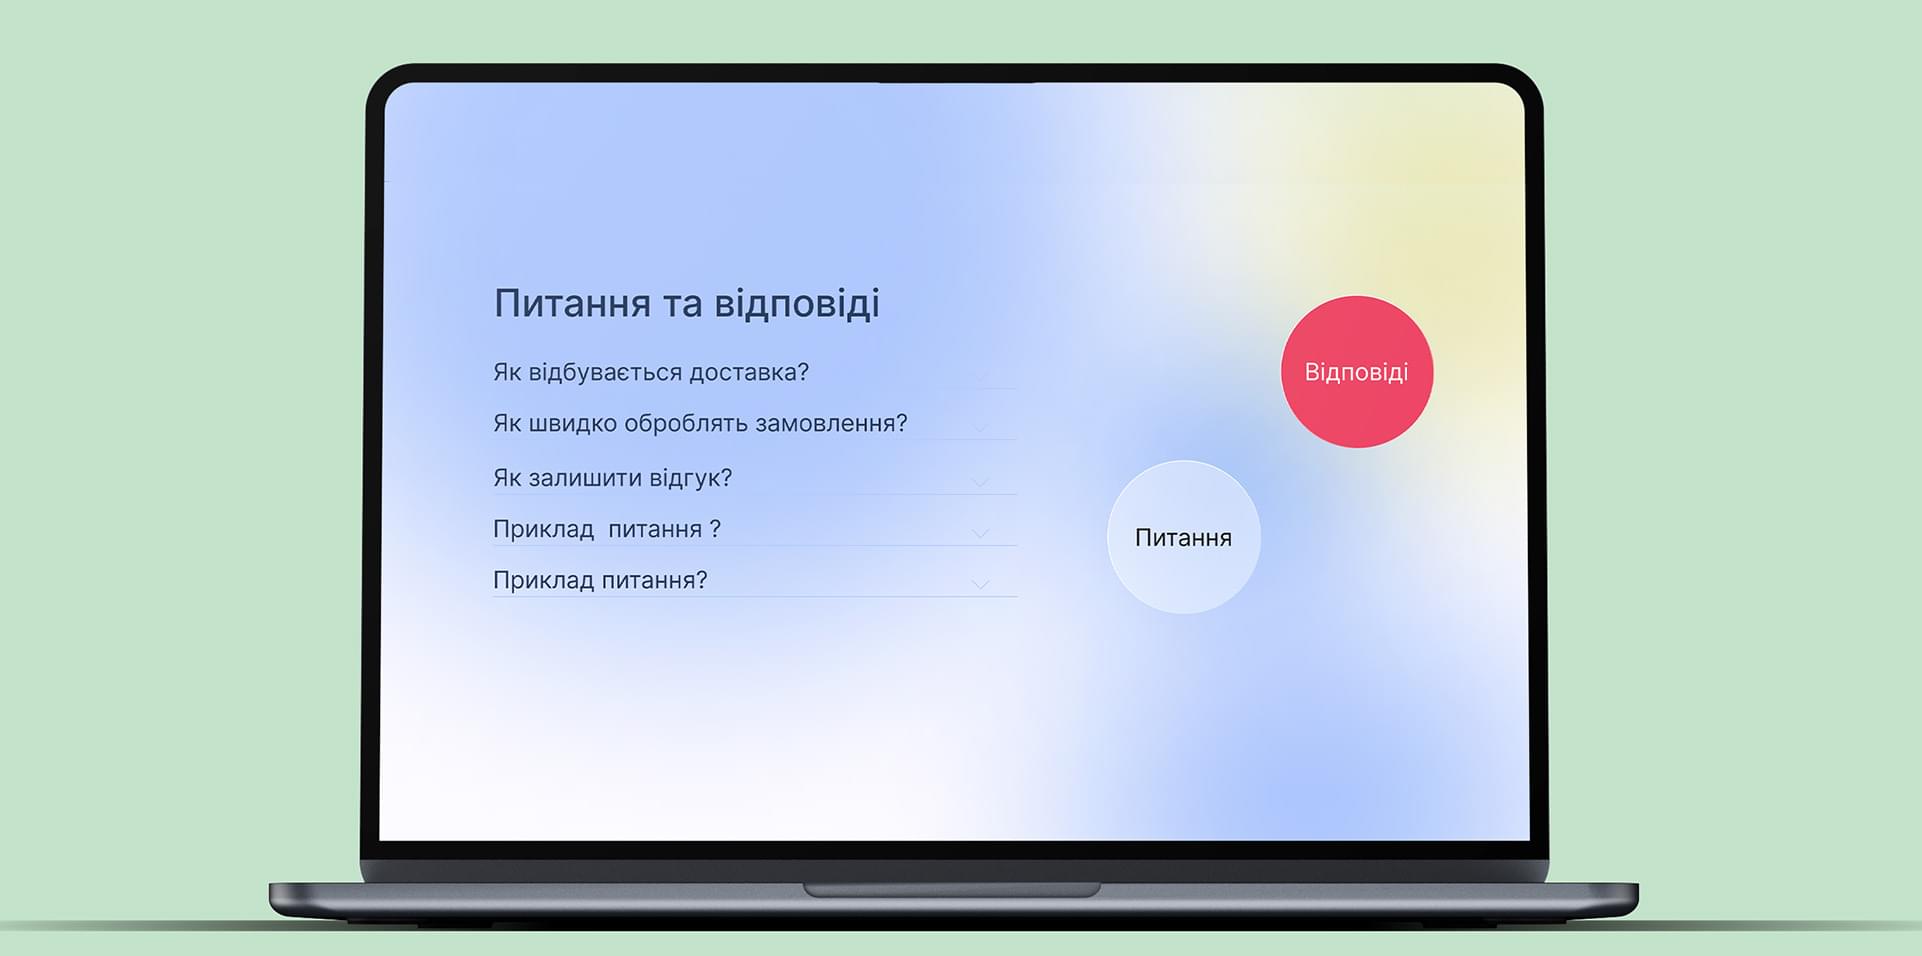 Питання та відповіді
Як відбувається доставка?
Як швидко оброблять замовлення?
Як залишити відгук?
Приклад  питання ?
Приклад питання?
Відповіді
Питання